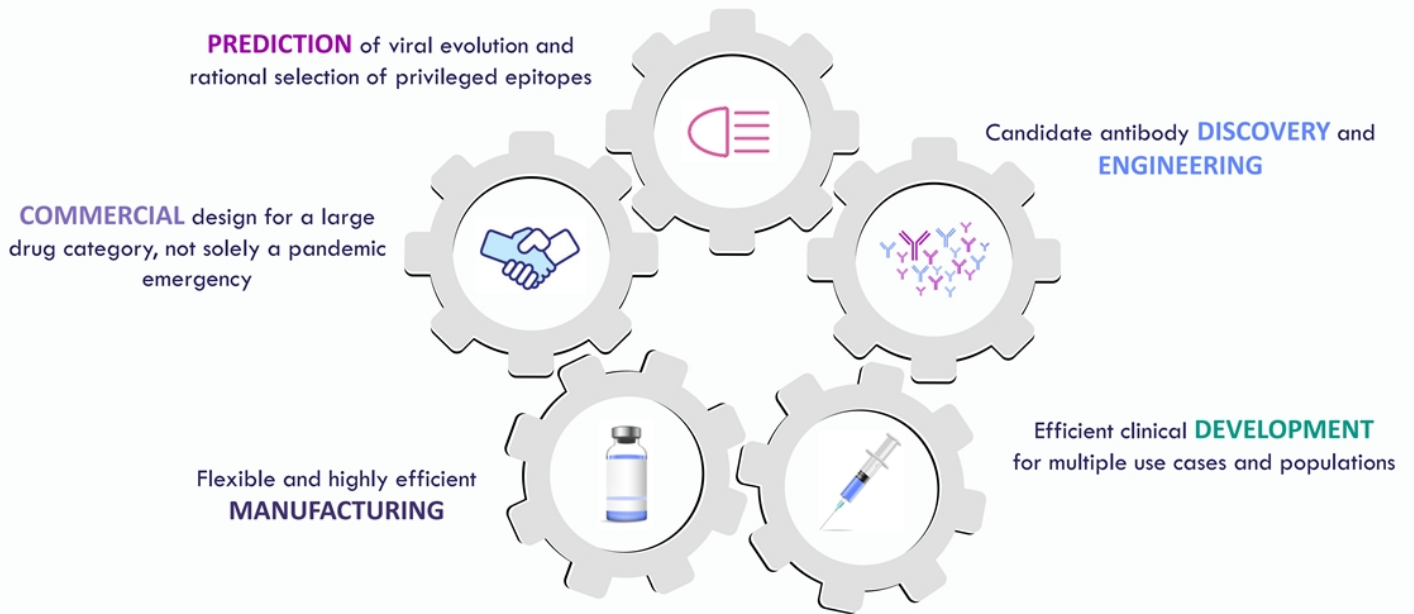 PREDICTION of viral evolution and
rational selection of privileged epitopes
Candidate antibody DISCOVERY and
ENGINEERING
COMMERCIAL design for a large
drug category, not solely a pandemic
emergency
Efficient clinical DEVELOPMENT
for multiple use cases and populations
Flexible and highly efficient
MANUFACTURING